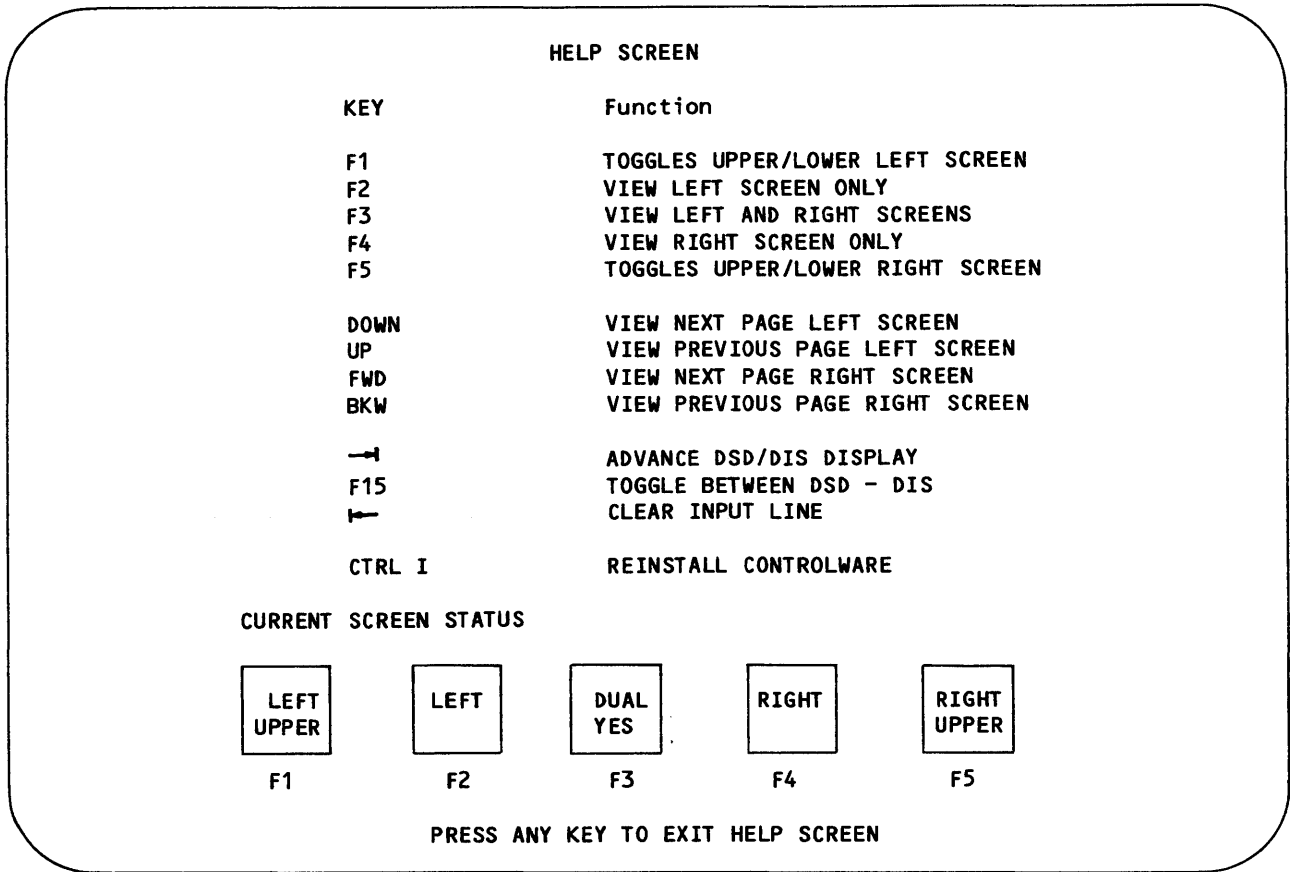 HELP SCREEN
KEY Function
F1 TOGGLES UPPER/LOWER LEFT SCREEN
F2 VIEW LEFT SCREEN ONLY
F3 VIEW LEFT AND RIGHT SCREENS
F4 VIEW RIGHT SCREEN ONLY
F5 TOGGLES UPPER/LOWER RIGHT SCREEN
DOWN VIEW NEXT PAGE LEFT SCREEN
UP VIEW PREVIOUS PAGE LEFT SCREEN
FWD VIEW NEXT PAGE RIGHT SCREEN
BKW VIEW PREVIOUS PAGE RIGHT SCREEN
→| ADVANCE DSD/DIS DISPLAY
F15 TOGGLE BETWEEN DSD - DIS
|← CLEAR INPUT LINE
CTRL I REINSTALL CONTROLWARE
CURRENT SCREEN STATUS
LEFT LEFT DUAL RIGHT RIGHT
UPPER YES UPPER
F1 F2 F3 F4 F5
PRESS ANY KEY TO EXIT HELP SCREEN